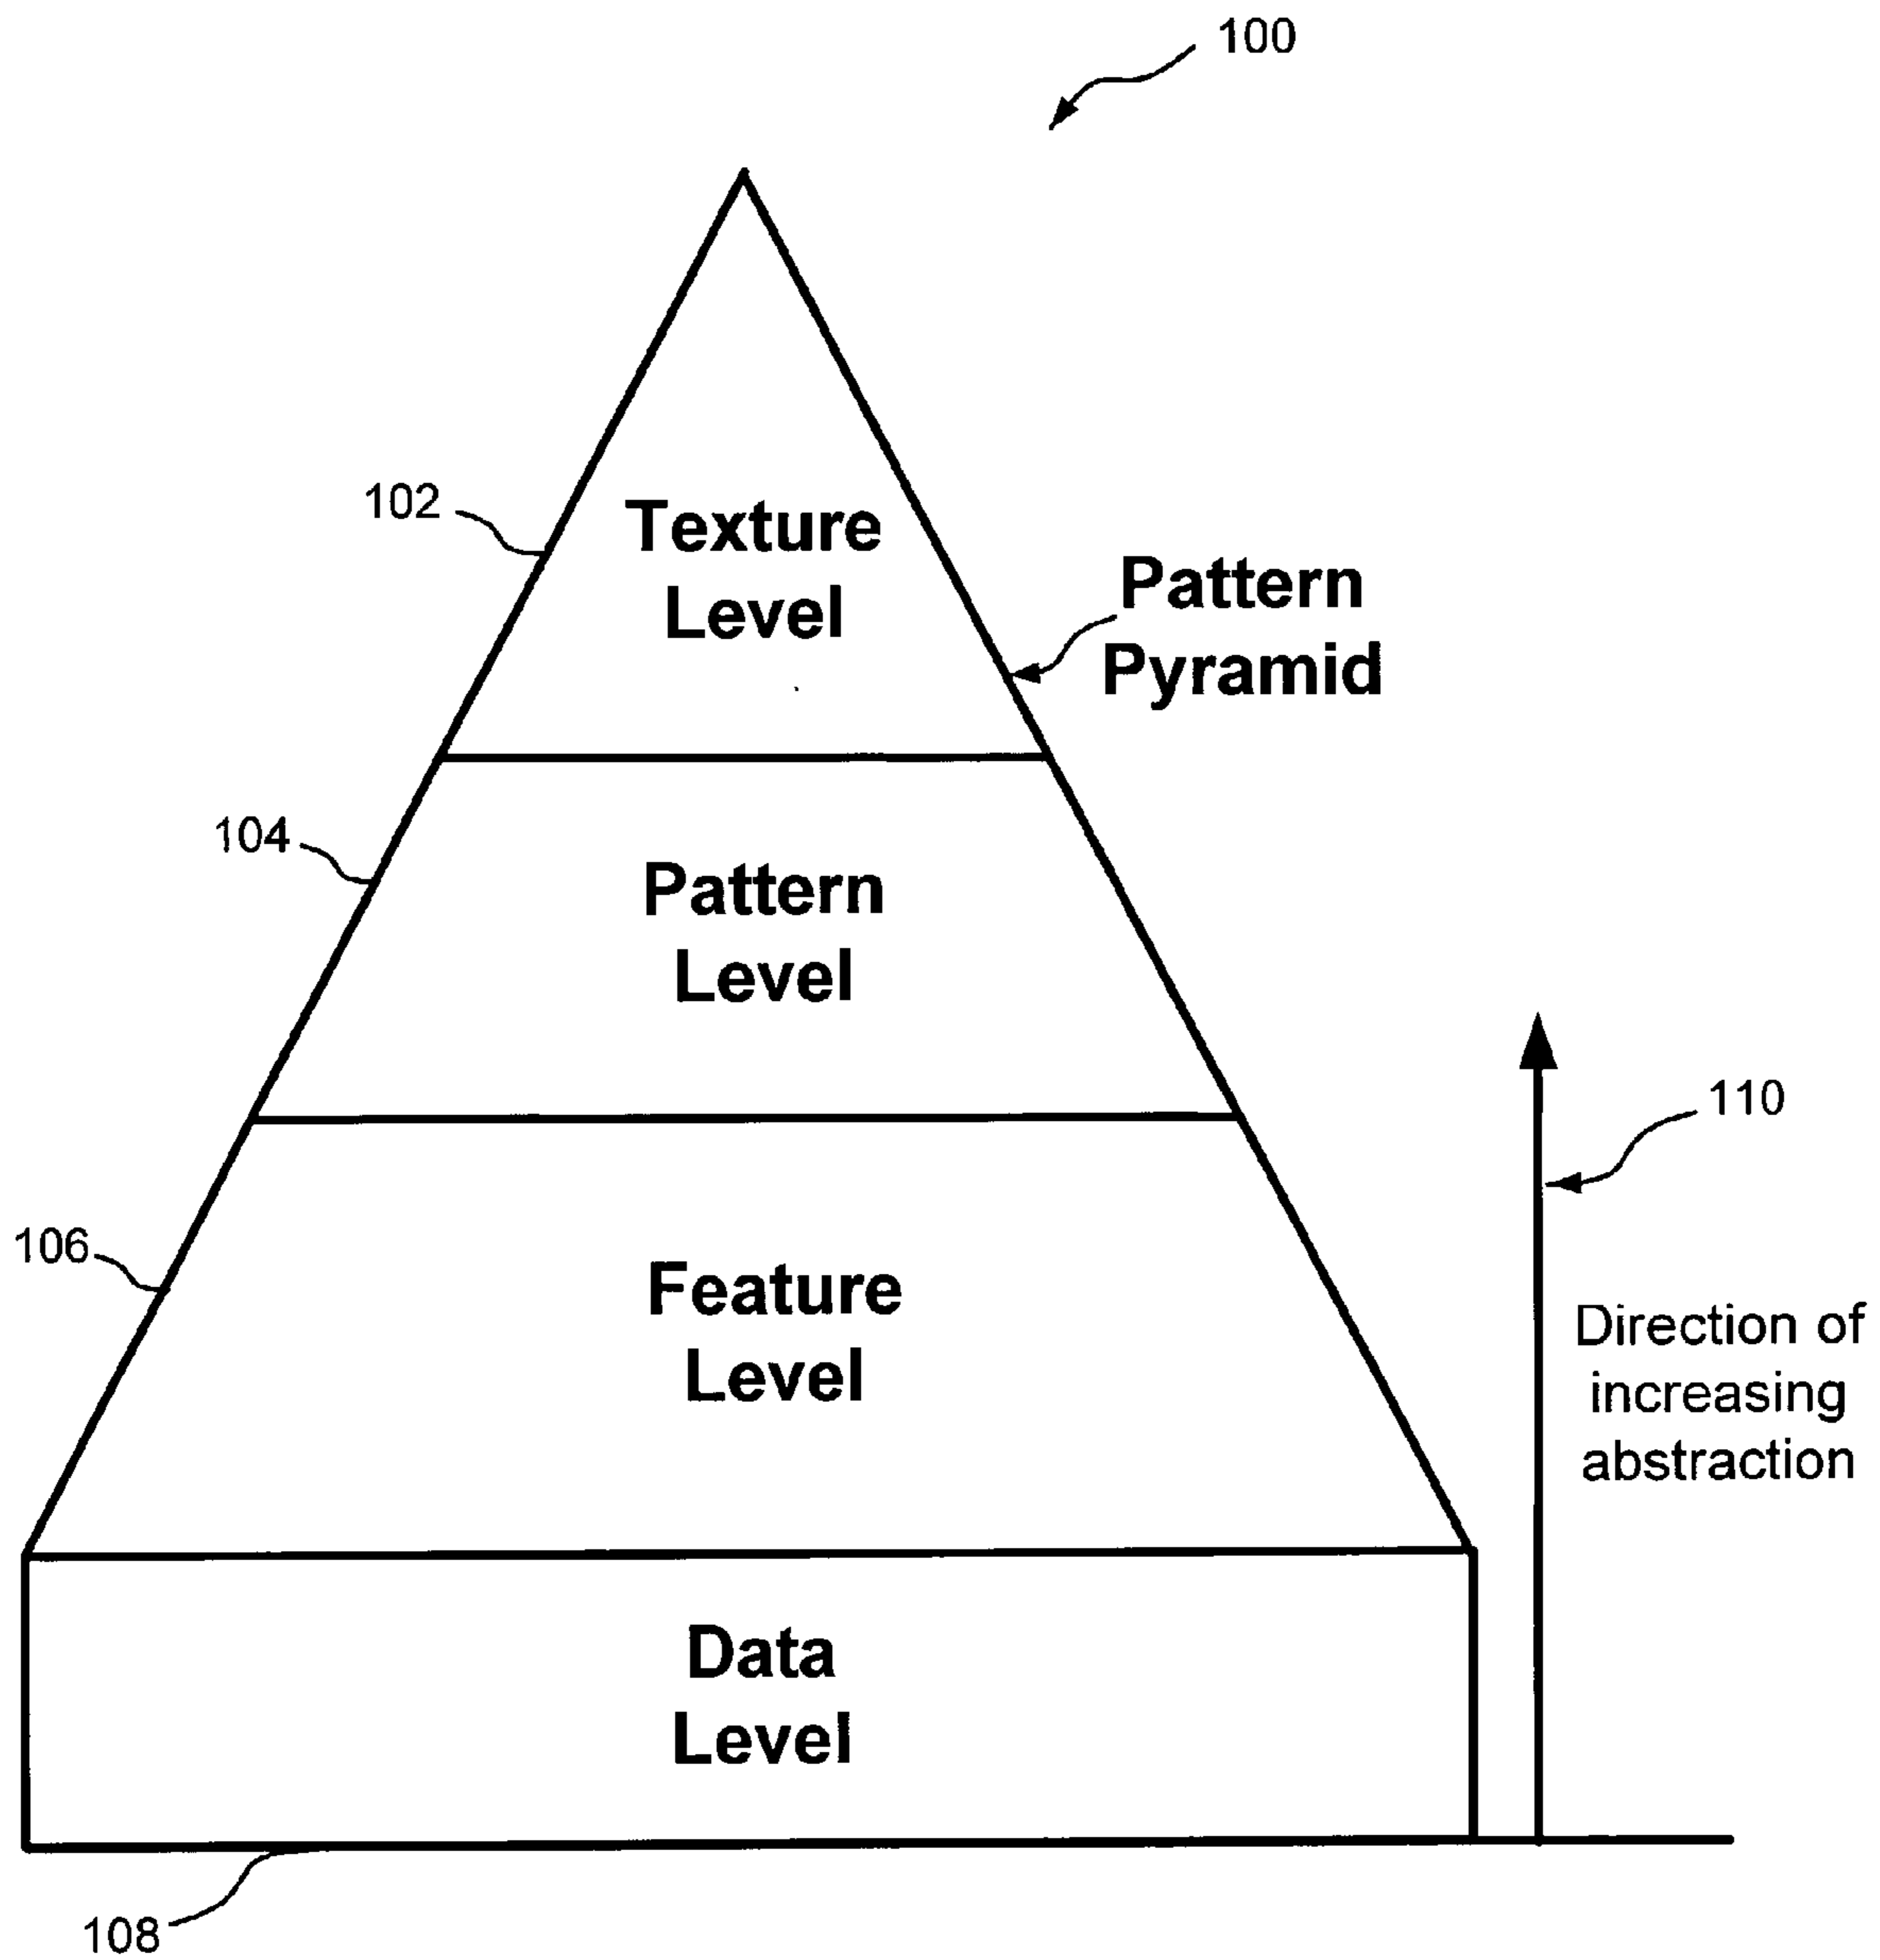 100
102
Texture
Level
Pattern
Pyramid
104
Pattern
Level
110
106
Feature
Level
Direction of
increasing
abstraction
Data
Level
108